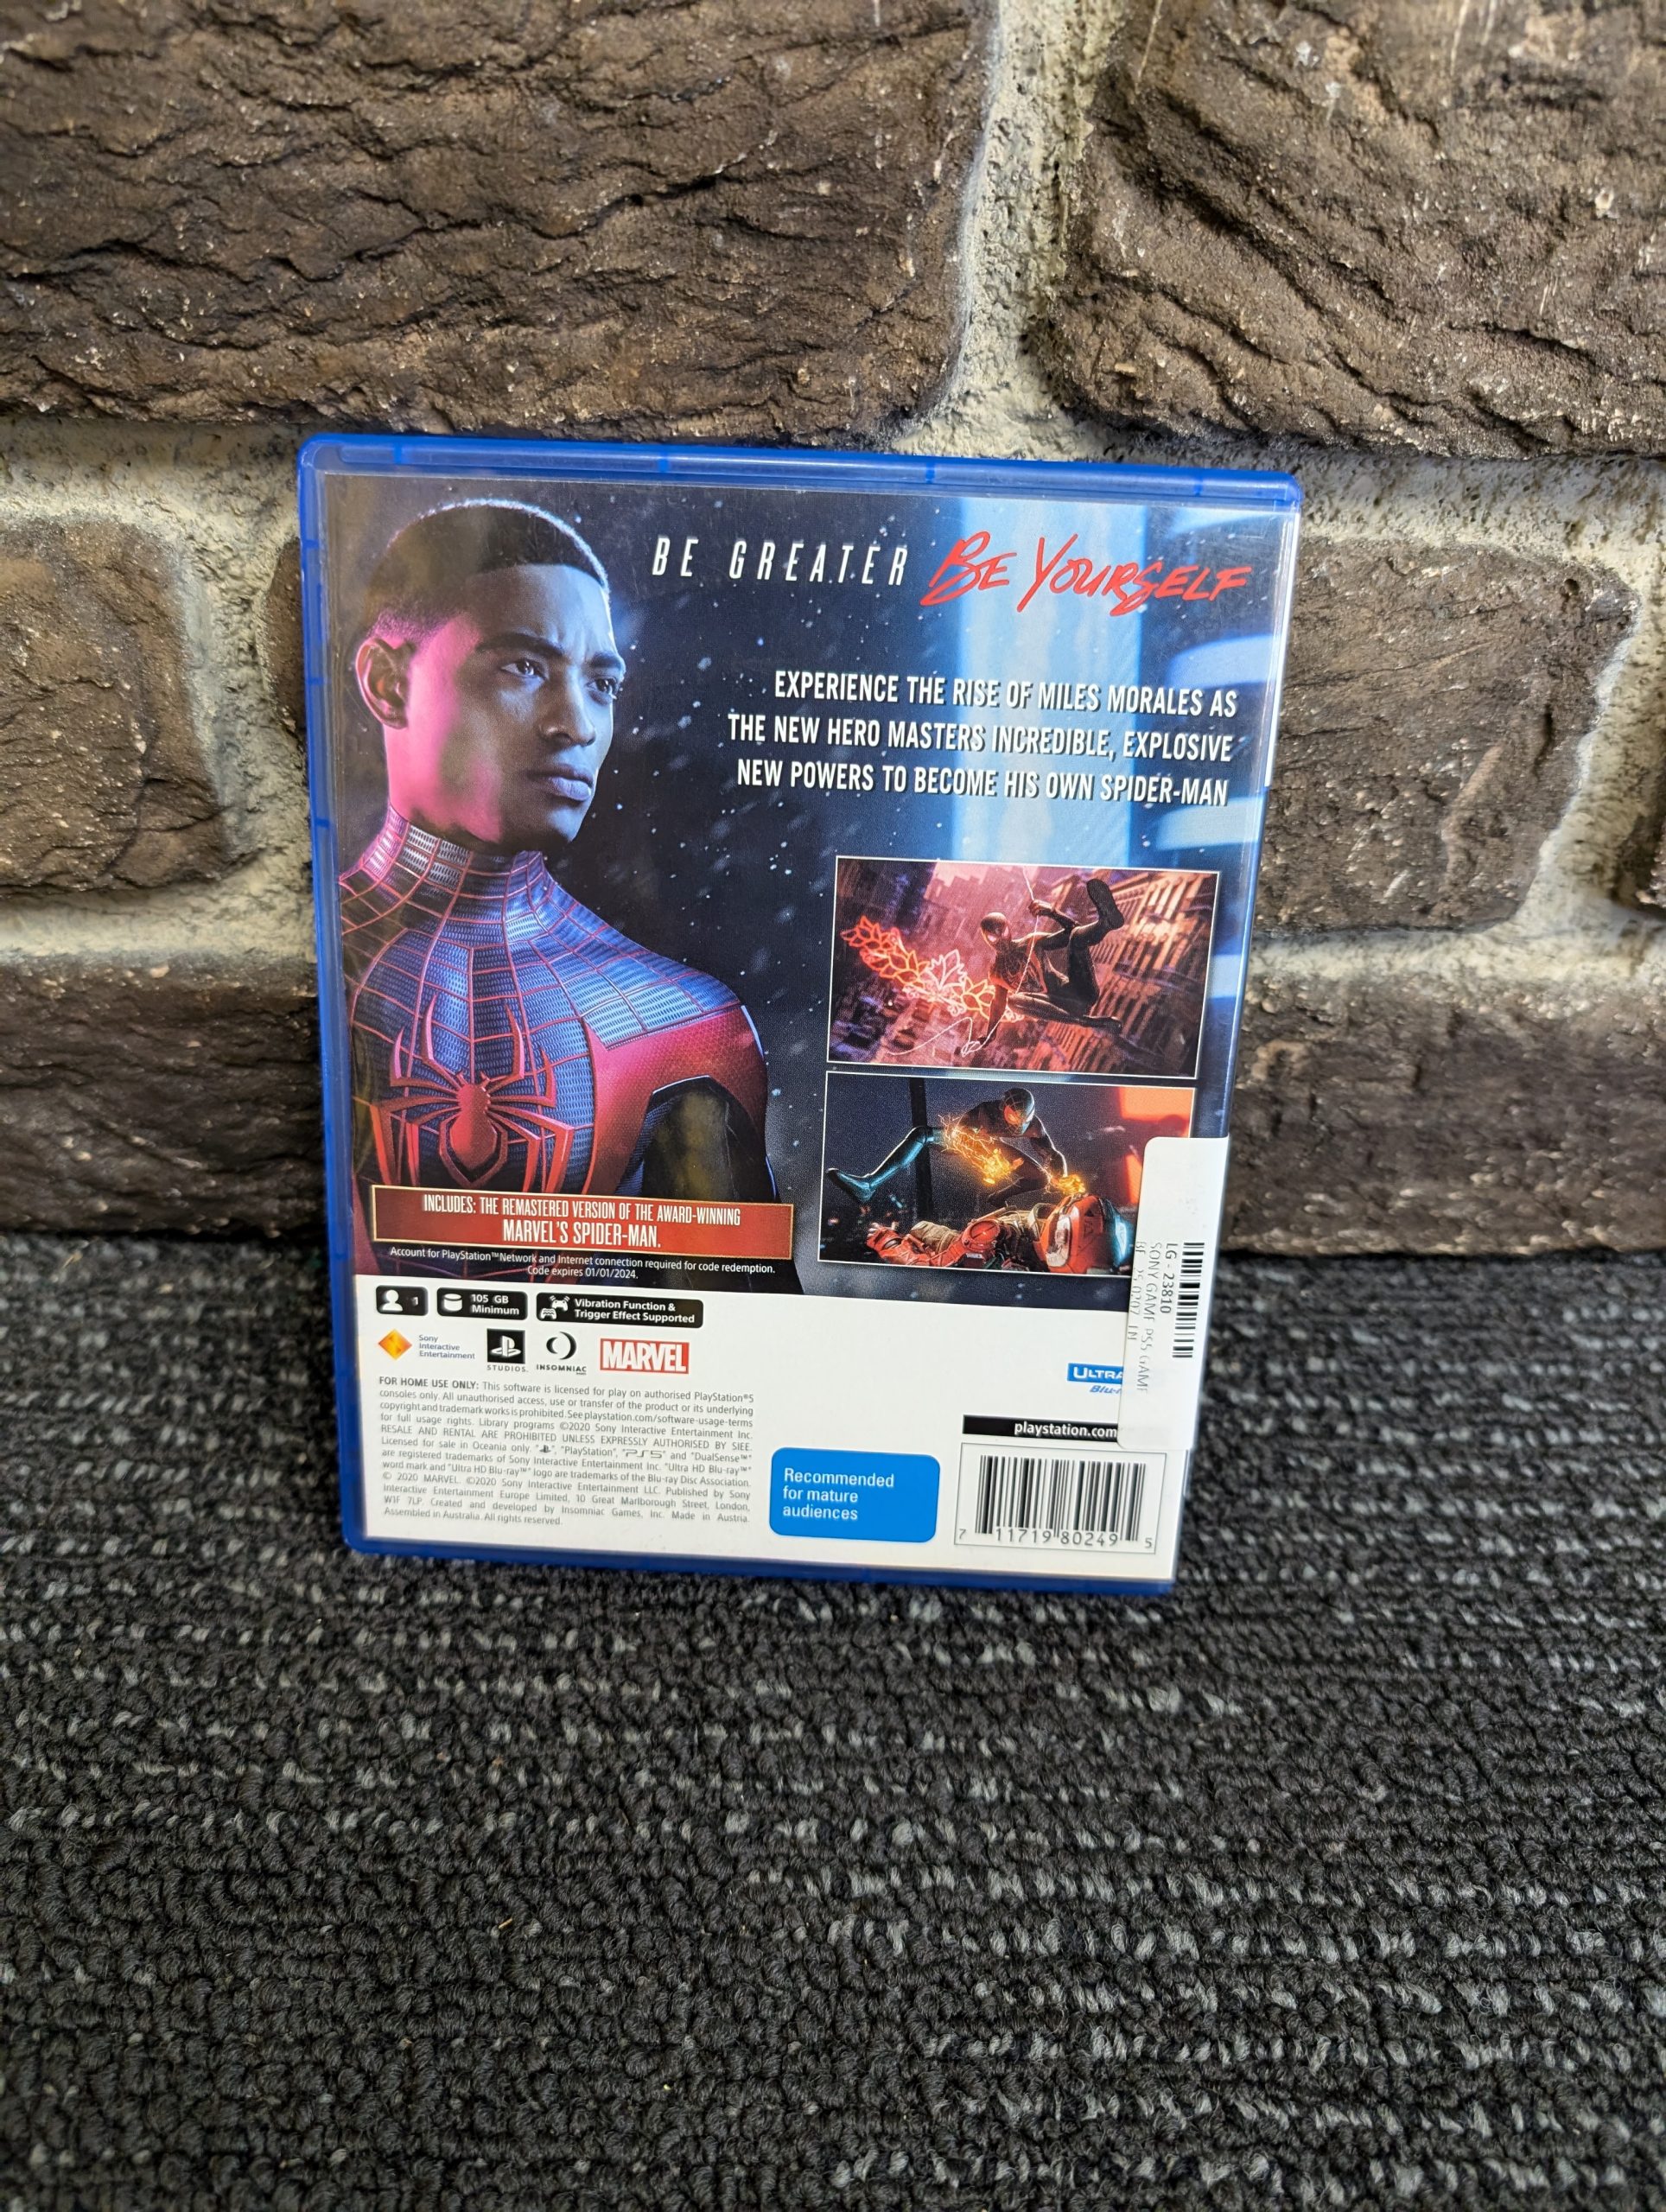 BE GREATER BE YOURSELF
EXPERIENCE THE RISE OF MILES MORALES AS
THE NEW HERO MASTERS INCREDIBLE, EXPLOSIVE
NEW POWERS TO BECOME HIS OWN SPIDER-MAN
INCLUDES: THE REMASTERED VERSION OF THE AWARD-WINNING
MARVEL'S SPIDER-MAN.
Account for PlayStation™Network and Internet connection required for code redemption.
Code expires 01/01/2024.
1
105 GB
Minimum
Vibration Function &
Trigger Effect Supported
Sony
Interactive
Entertainment
STUDIOS
INSOMNIAC
MARVEL
FOR HOME USE ONLY: This software is licensed for play on authorised PlayStation®5
consoles only. All unauthorised access, use or transfer of the product or its underlying
copyright and trademark works is prohibited. See playstation.com/software-usage-terms
for full usage rights. Library programs ©2020 Sony Interactive Entertainment Inc.
RESALE AND RENTAL ARE PROHIBITED UNLESS EXPRESSLY AUTHORISED BY SIEE.
Licensed for sale in Oceania only. "", "PlayStation", "PS5" and "DualSense™"
are registered trademarks of Sony Interactive Entertainment Inc. "Ultra HD Blu-ray™"
word mark and "Ultra HD Blu-ray™" logo are trademarks of the Blu-ray Disc Association.
© 2020 MARVEL. ©2020 Sony Interactive Entertainment LLC. Published by Sony
Interactive Entertainment Europe Limited, 10 Great Marlborough Street, London,
W1F 7LP. Created and developed by Insomniac Games, Inc. Made in Austria.
Assembled in Australia. All rights reserved.
Recommended
for mature
audiences
ULTRA
Blu-r
playstation.com
7 11719 80249 5
LG - 23810
SONY GAME PS5 GAME